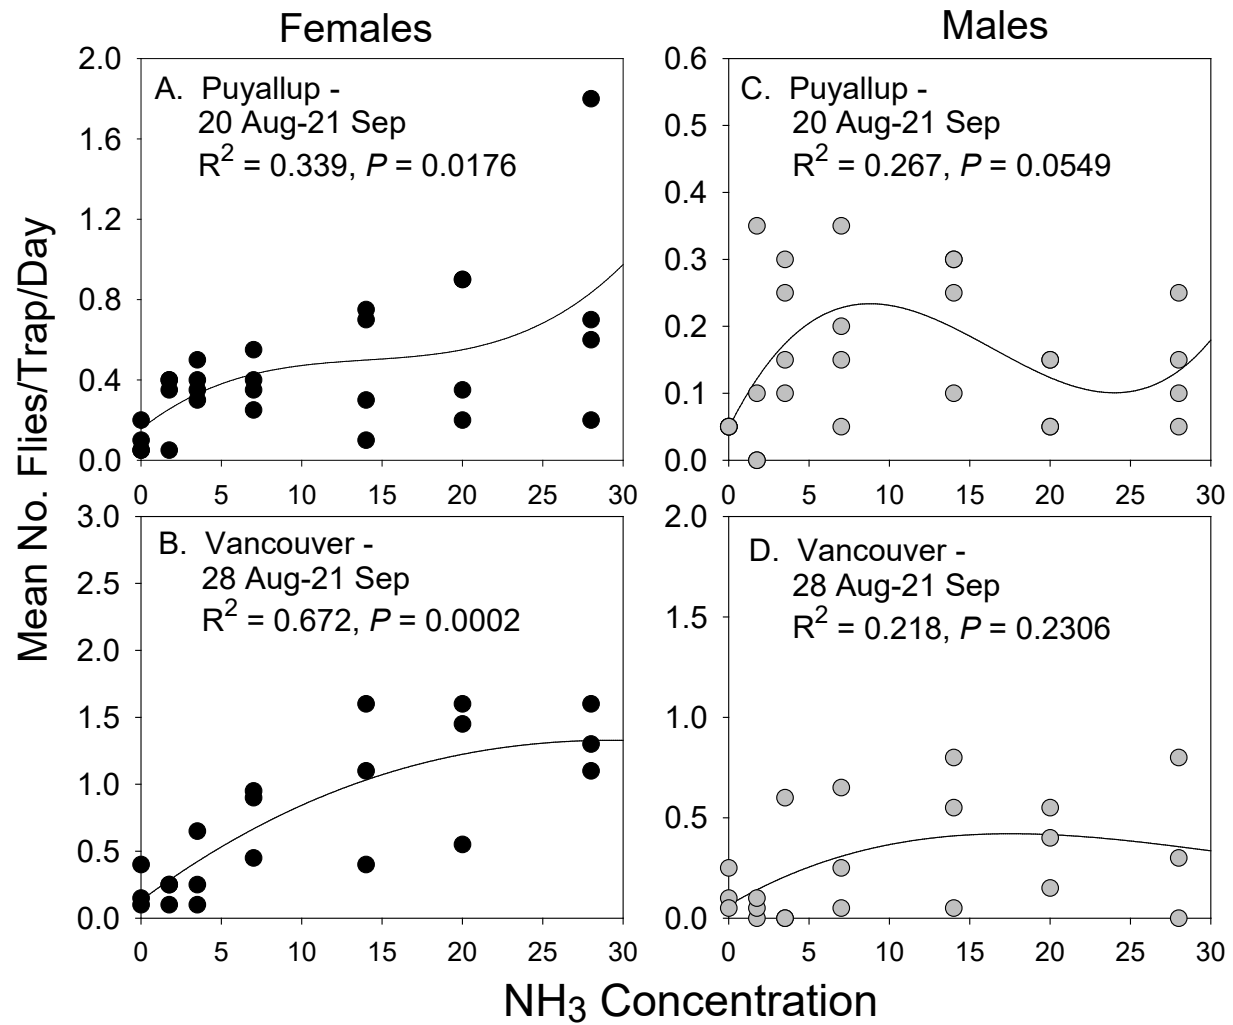 Females
Males
Mean No. Flies/Trap/Day
2.0
1.6
1.2
0.8
0.4
0.0
A. Puyallup -
20 Aug-21 Sep
R² = 0.339, P = 0.0176
0 5 10 15 20 25 30
0.6
0.5
0.4
0.3
0.2
0.1
0.0
C. Puyallup -
20 Aug-21 Sep
R² = 0.267, P = 0.0549
0 5 10 15 20 25 30
3.0
2.5
2.0
1.5
1.0
0.5
0.0
B. Vancouver -
28 Aug-21 Sep
R² = 0.672, P = 0.0002
0 5 10 15 20 25 30
2.0
1.5
1.0
0.5
0.0
D. Vancouver -
28 Aug-21 Sep
R² = 0.218, P = 0.2306
0 5 10 15 20 25 30
NH₃ Concentration